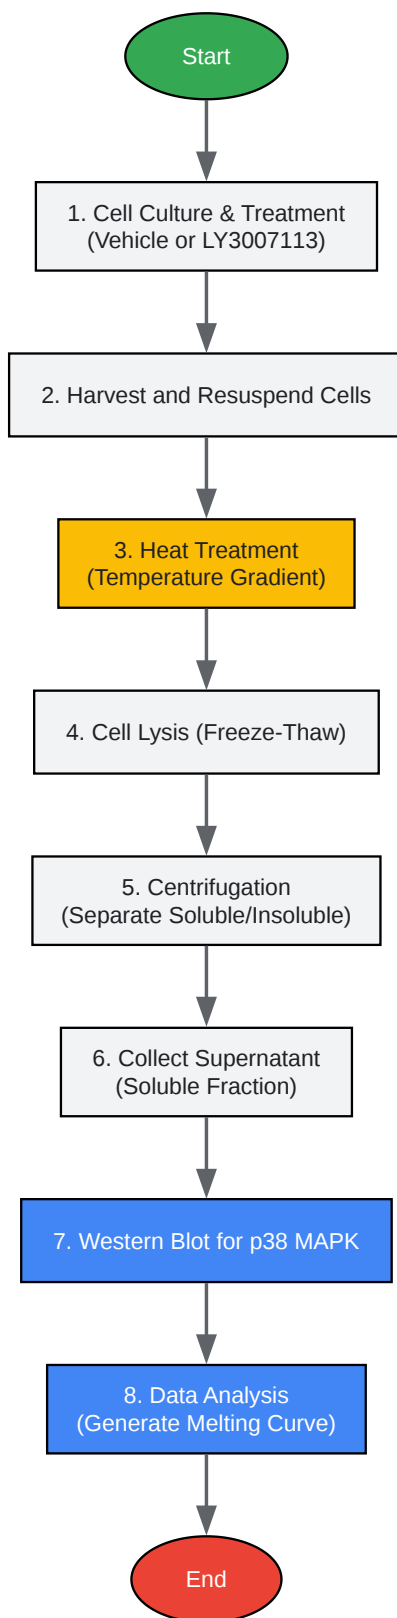 Start
1. Cell Culture & Treatment
(Vehicle or LY3007113)
2. Harvest and Resuspend Cells
3. Heat Treatment
(Temperature Gradient)
4. Cell Lysis (Freeze-Thaw)
5. Centrifugation
(Separate Soluble/Insoluble)
6. Collect Supernatant
(Soluble Fraction)
7. Western Blot for p38 MAPK
8. Data Analysis
(Generate Melting Curve)
End